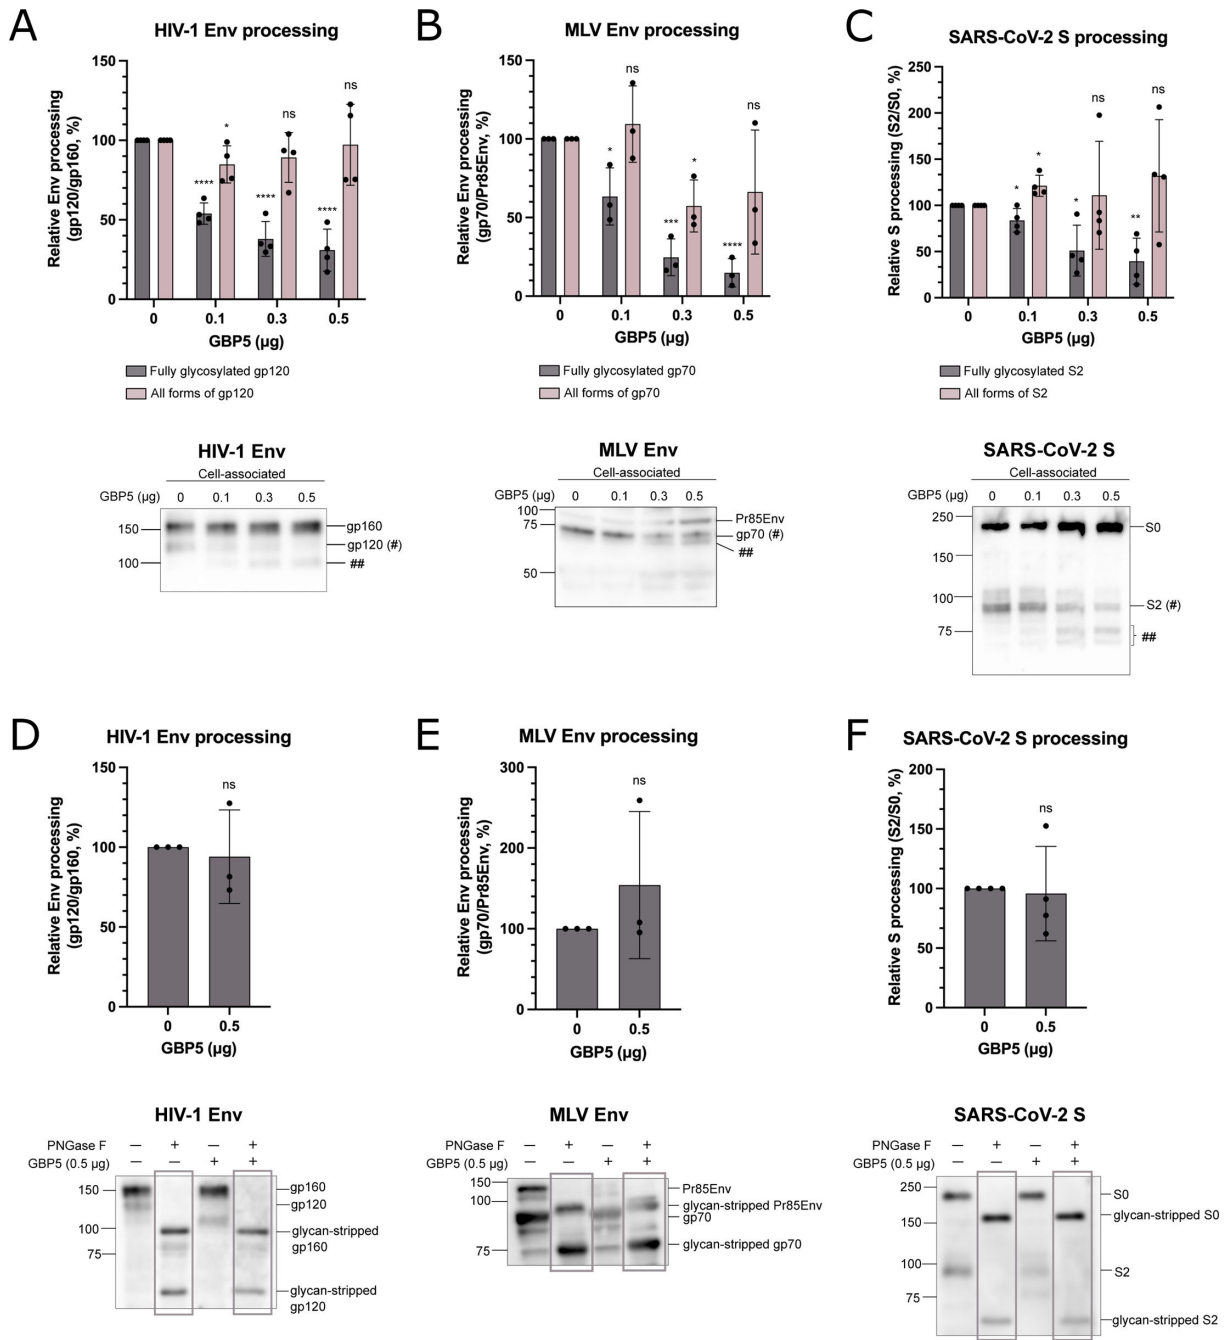 A
HIV-1 Env processing
Relative Env processing
(gp120/gp160, %)
150
100
50
0
****
*
****
ns
****
ns
0 0.1 0.3 0.5
GBP5 (µg)
Fully glycosylated gp120
All forms of gp120
HIV-1 Env
Cell-associated
GBP5 (µg) 0 0.1 0.3 0.5
150
100
gp160
gp120 (#)
##
B
MLV Env processing
Relative Env processing
(gp70/Pr85Env, %)
150
100
50
0
*
ns
***
*
****
ns
0 0.1 0.3 0.5
GBP5 (µg)
Fully glycosylated gp70
All forms of gp70
MLV Env
Cell-associated
GBP5 (µg) 0 0.1 0.3 0.5
100
75
50
Pr85Env
gp70 (#)
##
C
SARS-CoV-2 S processing
Relative S processing (S2/S0, %)
250
200
150
100
50
0
*
*
*
ns
**
ns
0 0.1 0.3 0.5
GBP5 (µg)
Fully glycosylated S2
All forms of S2
SARS-CoV-2 S
Cell-associated
GBP5 (µg) 0 0.1 0.3 0.5
250
150
100
75
S0
S2 (#)
##
D
HIV-1 Env processing
Relative Env processing
(gp120/gp160, %)
150
100
50
0
ns
0 0.5
GBP5 (µg)
HIV-1 Env
PNGase F — + — +
GBP5 (0.5 µg) — — + +
150
100
75
gp160
gp120
glycan-stripped
gp160
glycan-stripped
gp120
E
MLV Env processing
Relative Env processing
(gp70/Pr85Env, %)
300
200
100
0
ns
0 0.5
GBP5 (µg)
MLV Env
PNGase F — + — +
GBP5 (0.5 µg) — — + +
150
100
75
Pr85Env
glycan-stripped Pr85Env
gp70
glycan-stripped gp70
F
SARS-CoV-2 S processing
Relative S processing (S2/S0, %)
200
150
100
50
0
ns
0 0.5
GBP5 (µg)
SARS-CoV-2 S
PNGase F — + — +
GBP5 (0.5 µg) — — + +
250
150
100
75
S0
glycan-stripped S0
S2
glycan-stripped S2